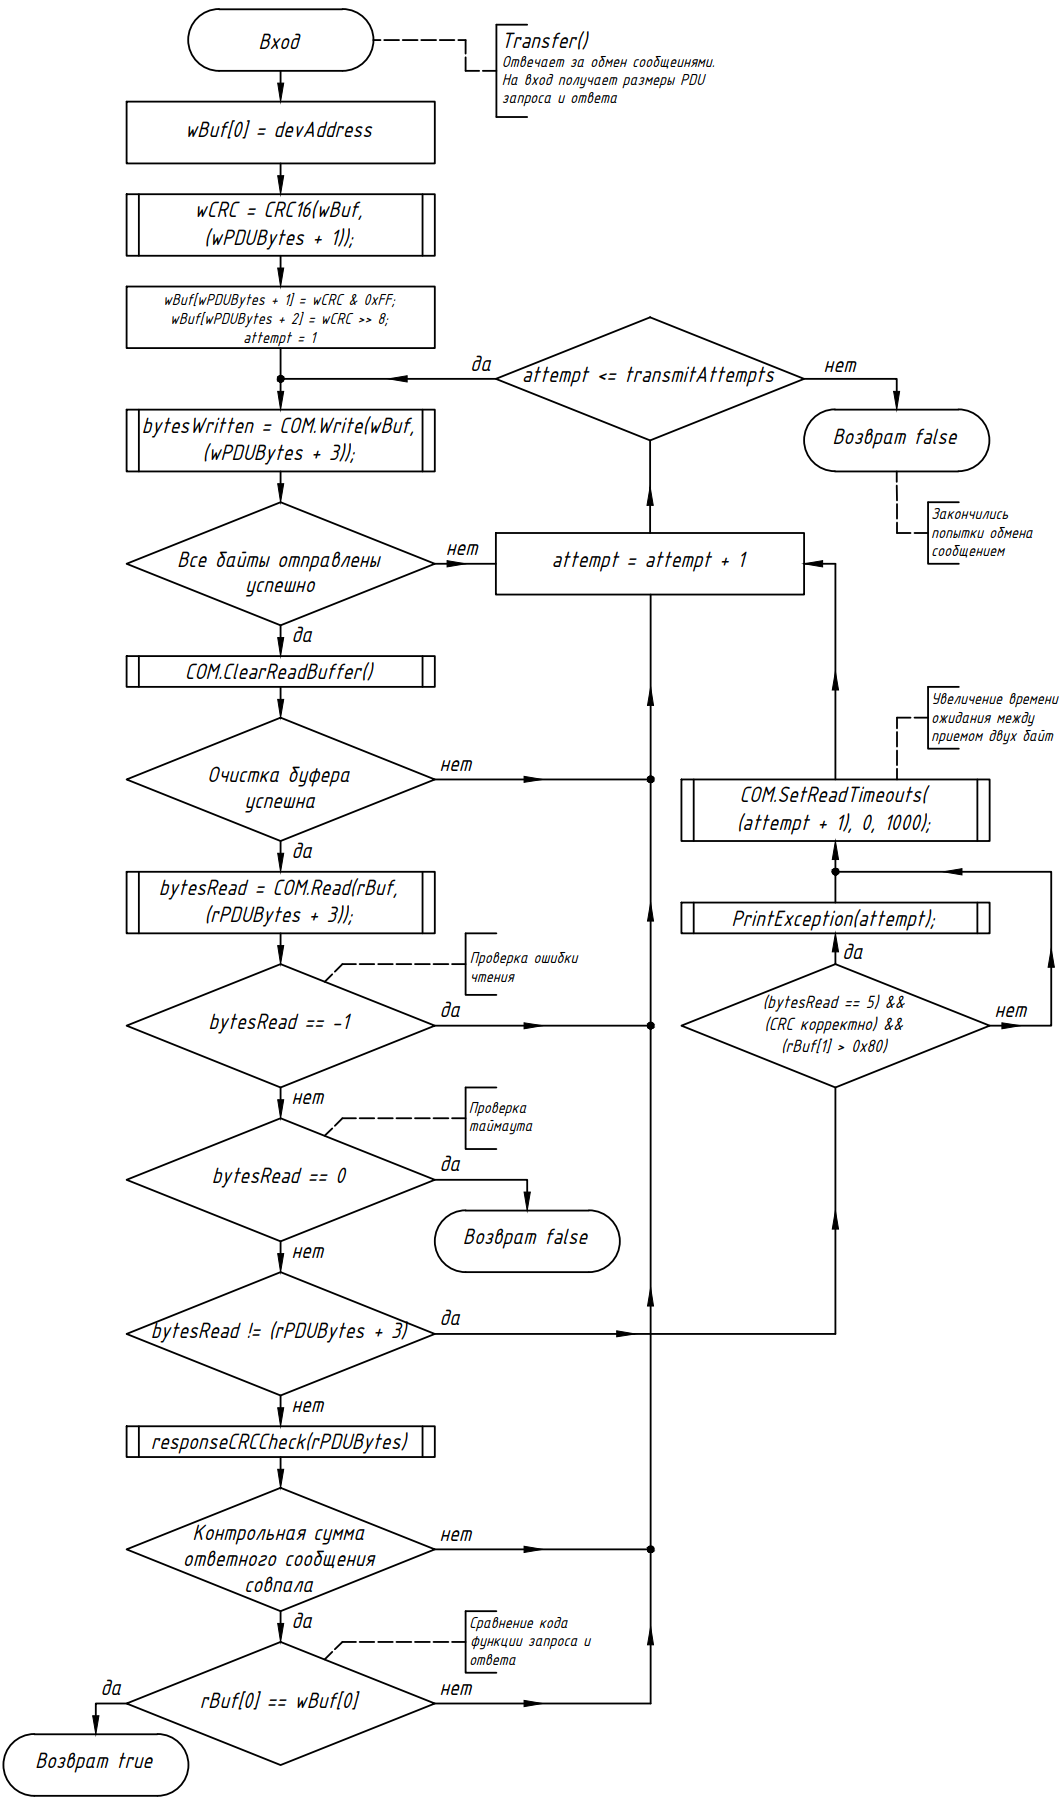 Вход
Transfer()
Отвечает за обмен сообщеинями.
На вход получает размеры PDU
запроса и ответа
wBuf[0] = devAddress
wCRC = CRC16(wBuf,
(wPDUBytes + 1));
wBuf[wPDUBytes + 1] = wCRC & 0xFF;
wBuf[wPDUBytes + 2] = wCRC >> 8;
attempt = 1
да
attempt <= transmitAttempts
нет
bytesWritten = COM.Write(wBuf,
(wPDUBytes + 3));
Возврат false
Закончились
попытки обмена
сообщением
Все байты отправлены
успешно
нет
attempt = attempt + 1
да
COM.ClearReadBuffer()
Увеличение времени
ожидания между
приемом двух байт
Очистка буфера
успешна
нет
COM.SetReadTimeouts(
(attempt + 1), 0, 1000);
да
bytesRead = COM.Read(rBuf,
(rPDUBytes + 3));
PrintException(attempt);
да
Проверка ошибки
чтения
bytesRead == -1
да
(bytesRead == 5) &&
(CRC корректно) &&
(rBuf[1] > 0x80)
нет
нет
Проверка
таймаута
bytesRead == 0
да
Возврат false
нет
bytesRead != (rPDUBytes + 3)
да
нет
responseCRCCheck(rPDUBytes)
Контрольная сумма
ответного сообщения
совпала
нет
да
Сравнение кода
функции запроса и
ответа
да
rBuf[0] == wBuf[0]
нет
Возврат true